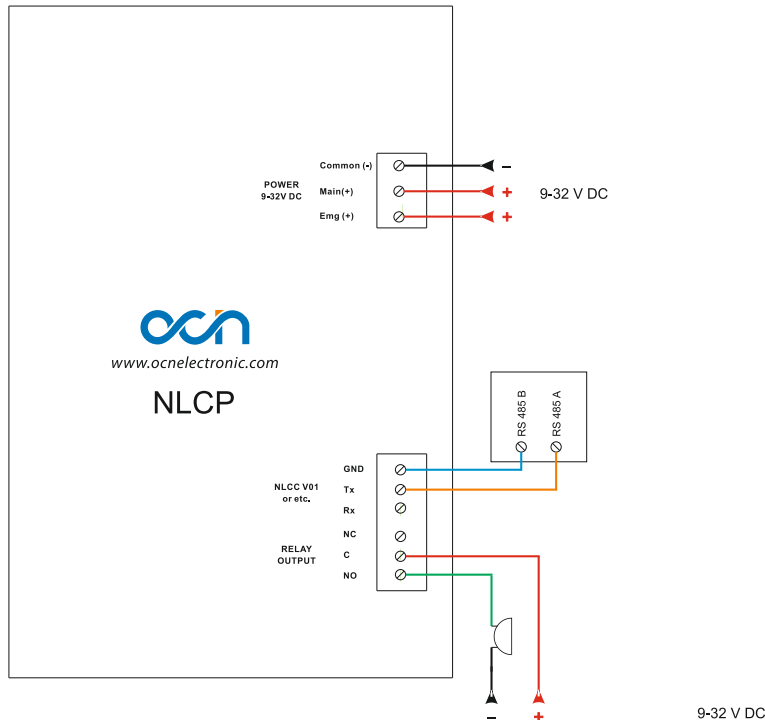 Common (-)
POWER
9-32V DC
Main(+)
Emg (+)
−
+
+
9-32 V DC
ocn
www.ocnelectronic.com
NLCP
RS 485 B
RS 485 A
NLCC V01
or etc.
GND
Tx
Rx
RELAY
OUTPUT
NC
C
NO
−
+
9-32 V DC